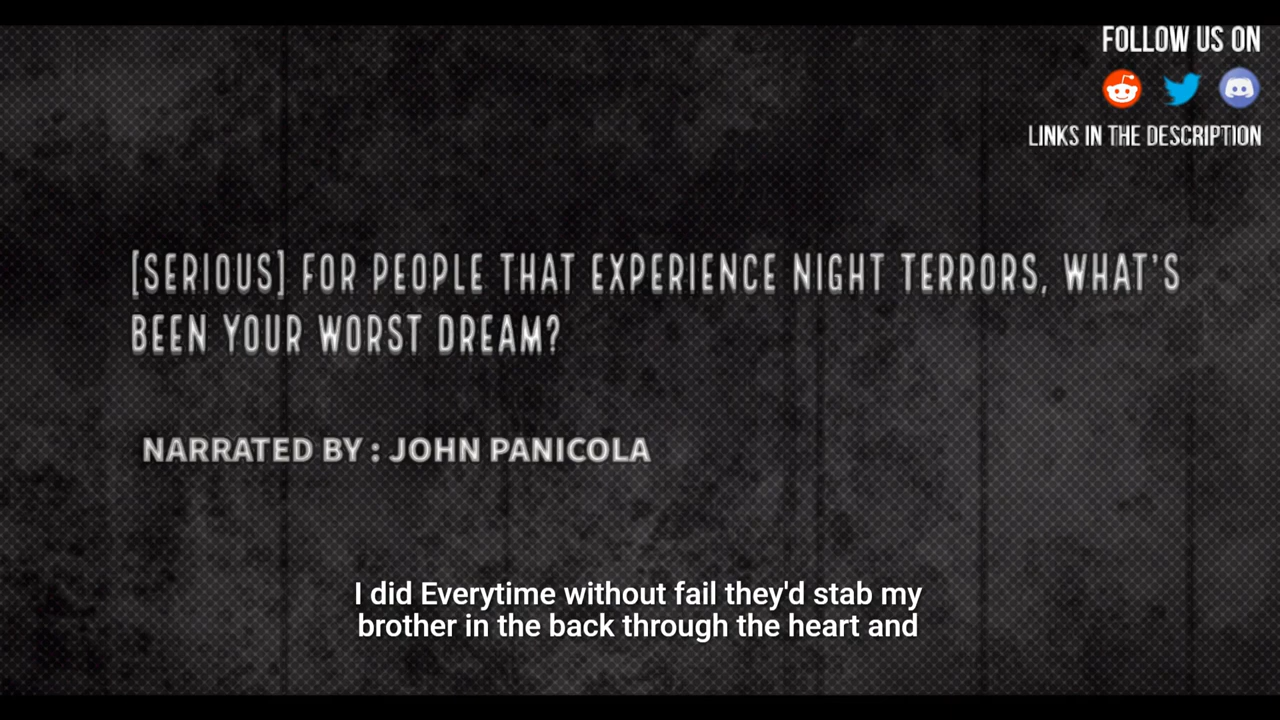 FOLLOW US ON
LINKS IN THE DESCRIPTION
[SERIOUS] FOR PEOPLE THAT EXPERIENCE NIGHT TERRORS, WHAT'S
BEEN YOUR WORST DREAM?
NARRATED BY : JOHN PANICOLA
I did Everytime without fail they'd stab my
brother in the back through the heart and